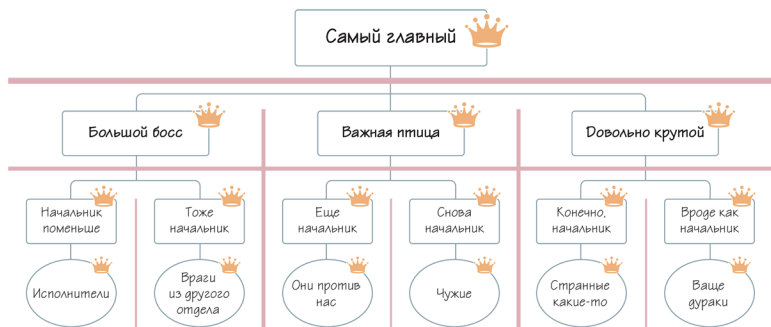 Самый главный
Большой босс
Важная птица
Довольно крутой
Начальник
поменьше
Тоже
начальник
Еще
начальник
Снова
начальник
Конечно,
начальник
Вроде как
начальник
Исполнители
Враги
из другого
отдела
Они против
нас
Чужие
Странные
какие-то
Ваще
дураки